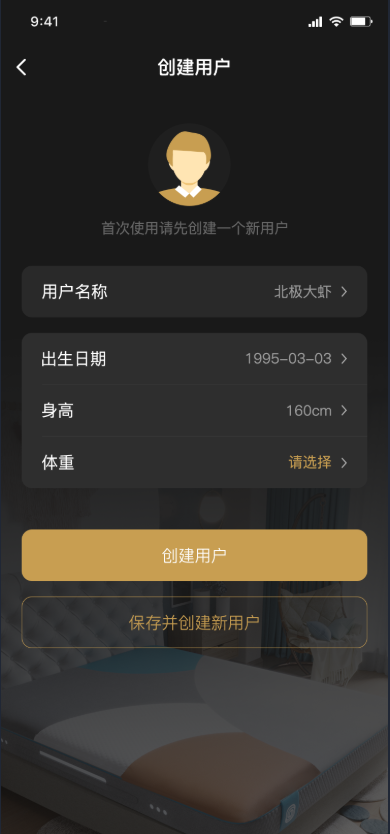 9:41
创建用户
首次使用请先创建一个新用户
用户名称 北极大虾
出生日期 1995-03-03
身高 160cm
体重 请选择
创建用户
保存并创建新用户